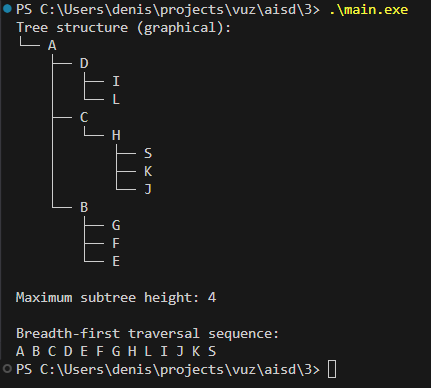 PS C:\Users\denis\projects\vuz\aisd\3> .\main.exe
Tree structure (graphical):
└── A
    ├── D
    │   ├── I
    │   └── L
    ├── C
    │   └── H
    │       ├── S
    │       ├── K
    │       └── J
    └── B
        ├── G
        ├── F
        └── E
Maximum subtree height: 4
Breadth-first traversal sequence:
A B C D E F G H L I J K S
PS C:\Users\denis\projects\vuz\aisd\3>